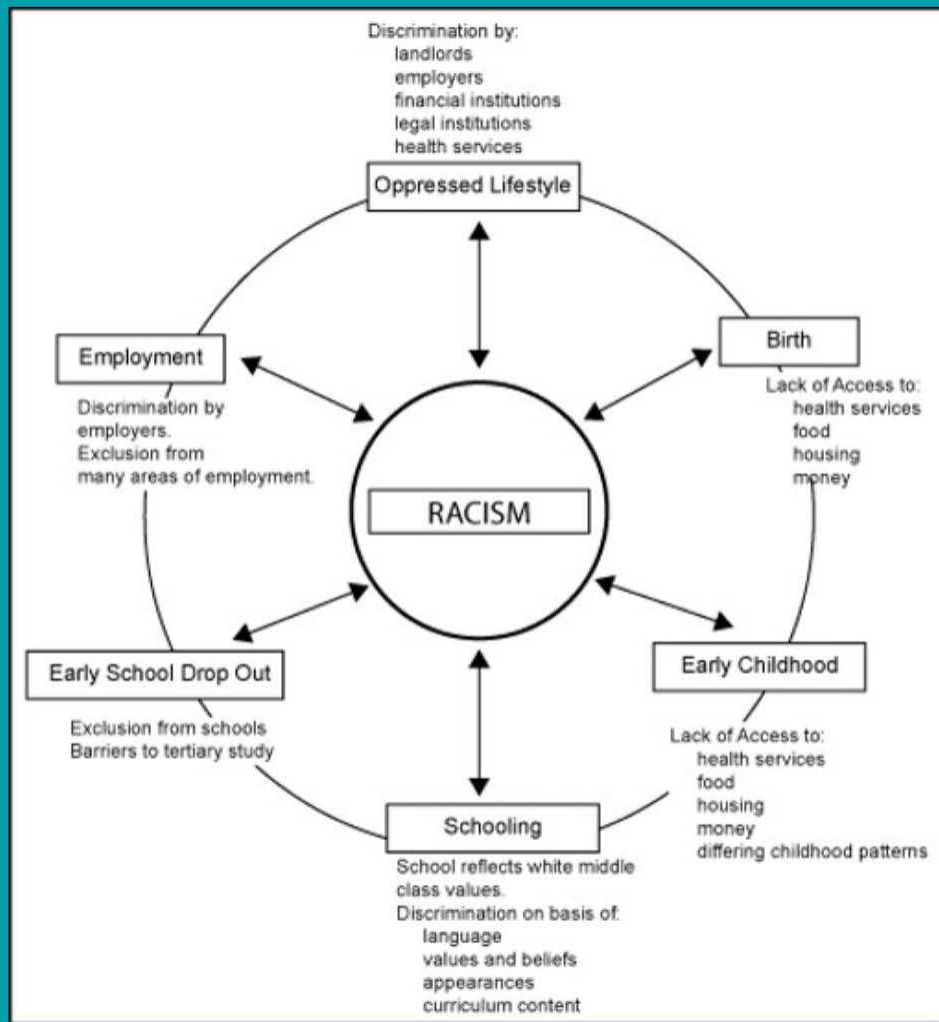 Discrimination by:
landlords
employers
financial institutions
legal institutions
health services
Oppressed Lifestyle
Birth
Lack of Access to:
health services
food
housing
money
Employment
Discrimination by
employers.
Exclusion from
many areas of employment.
RACISM
Early School Drop Out
Exclusion from schools
Barriers to tertiary study
Early Childhood
Lack of Access to:
health services
food
housing
money
differing childhood patterns
Schooling
School reflects white middle
class values.
Discrimination on basis of:
language
values and beliefs
appearances
curriculum content